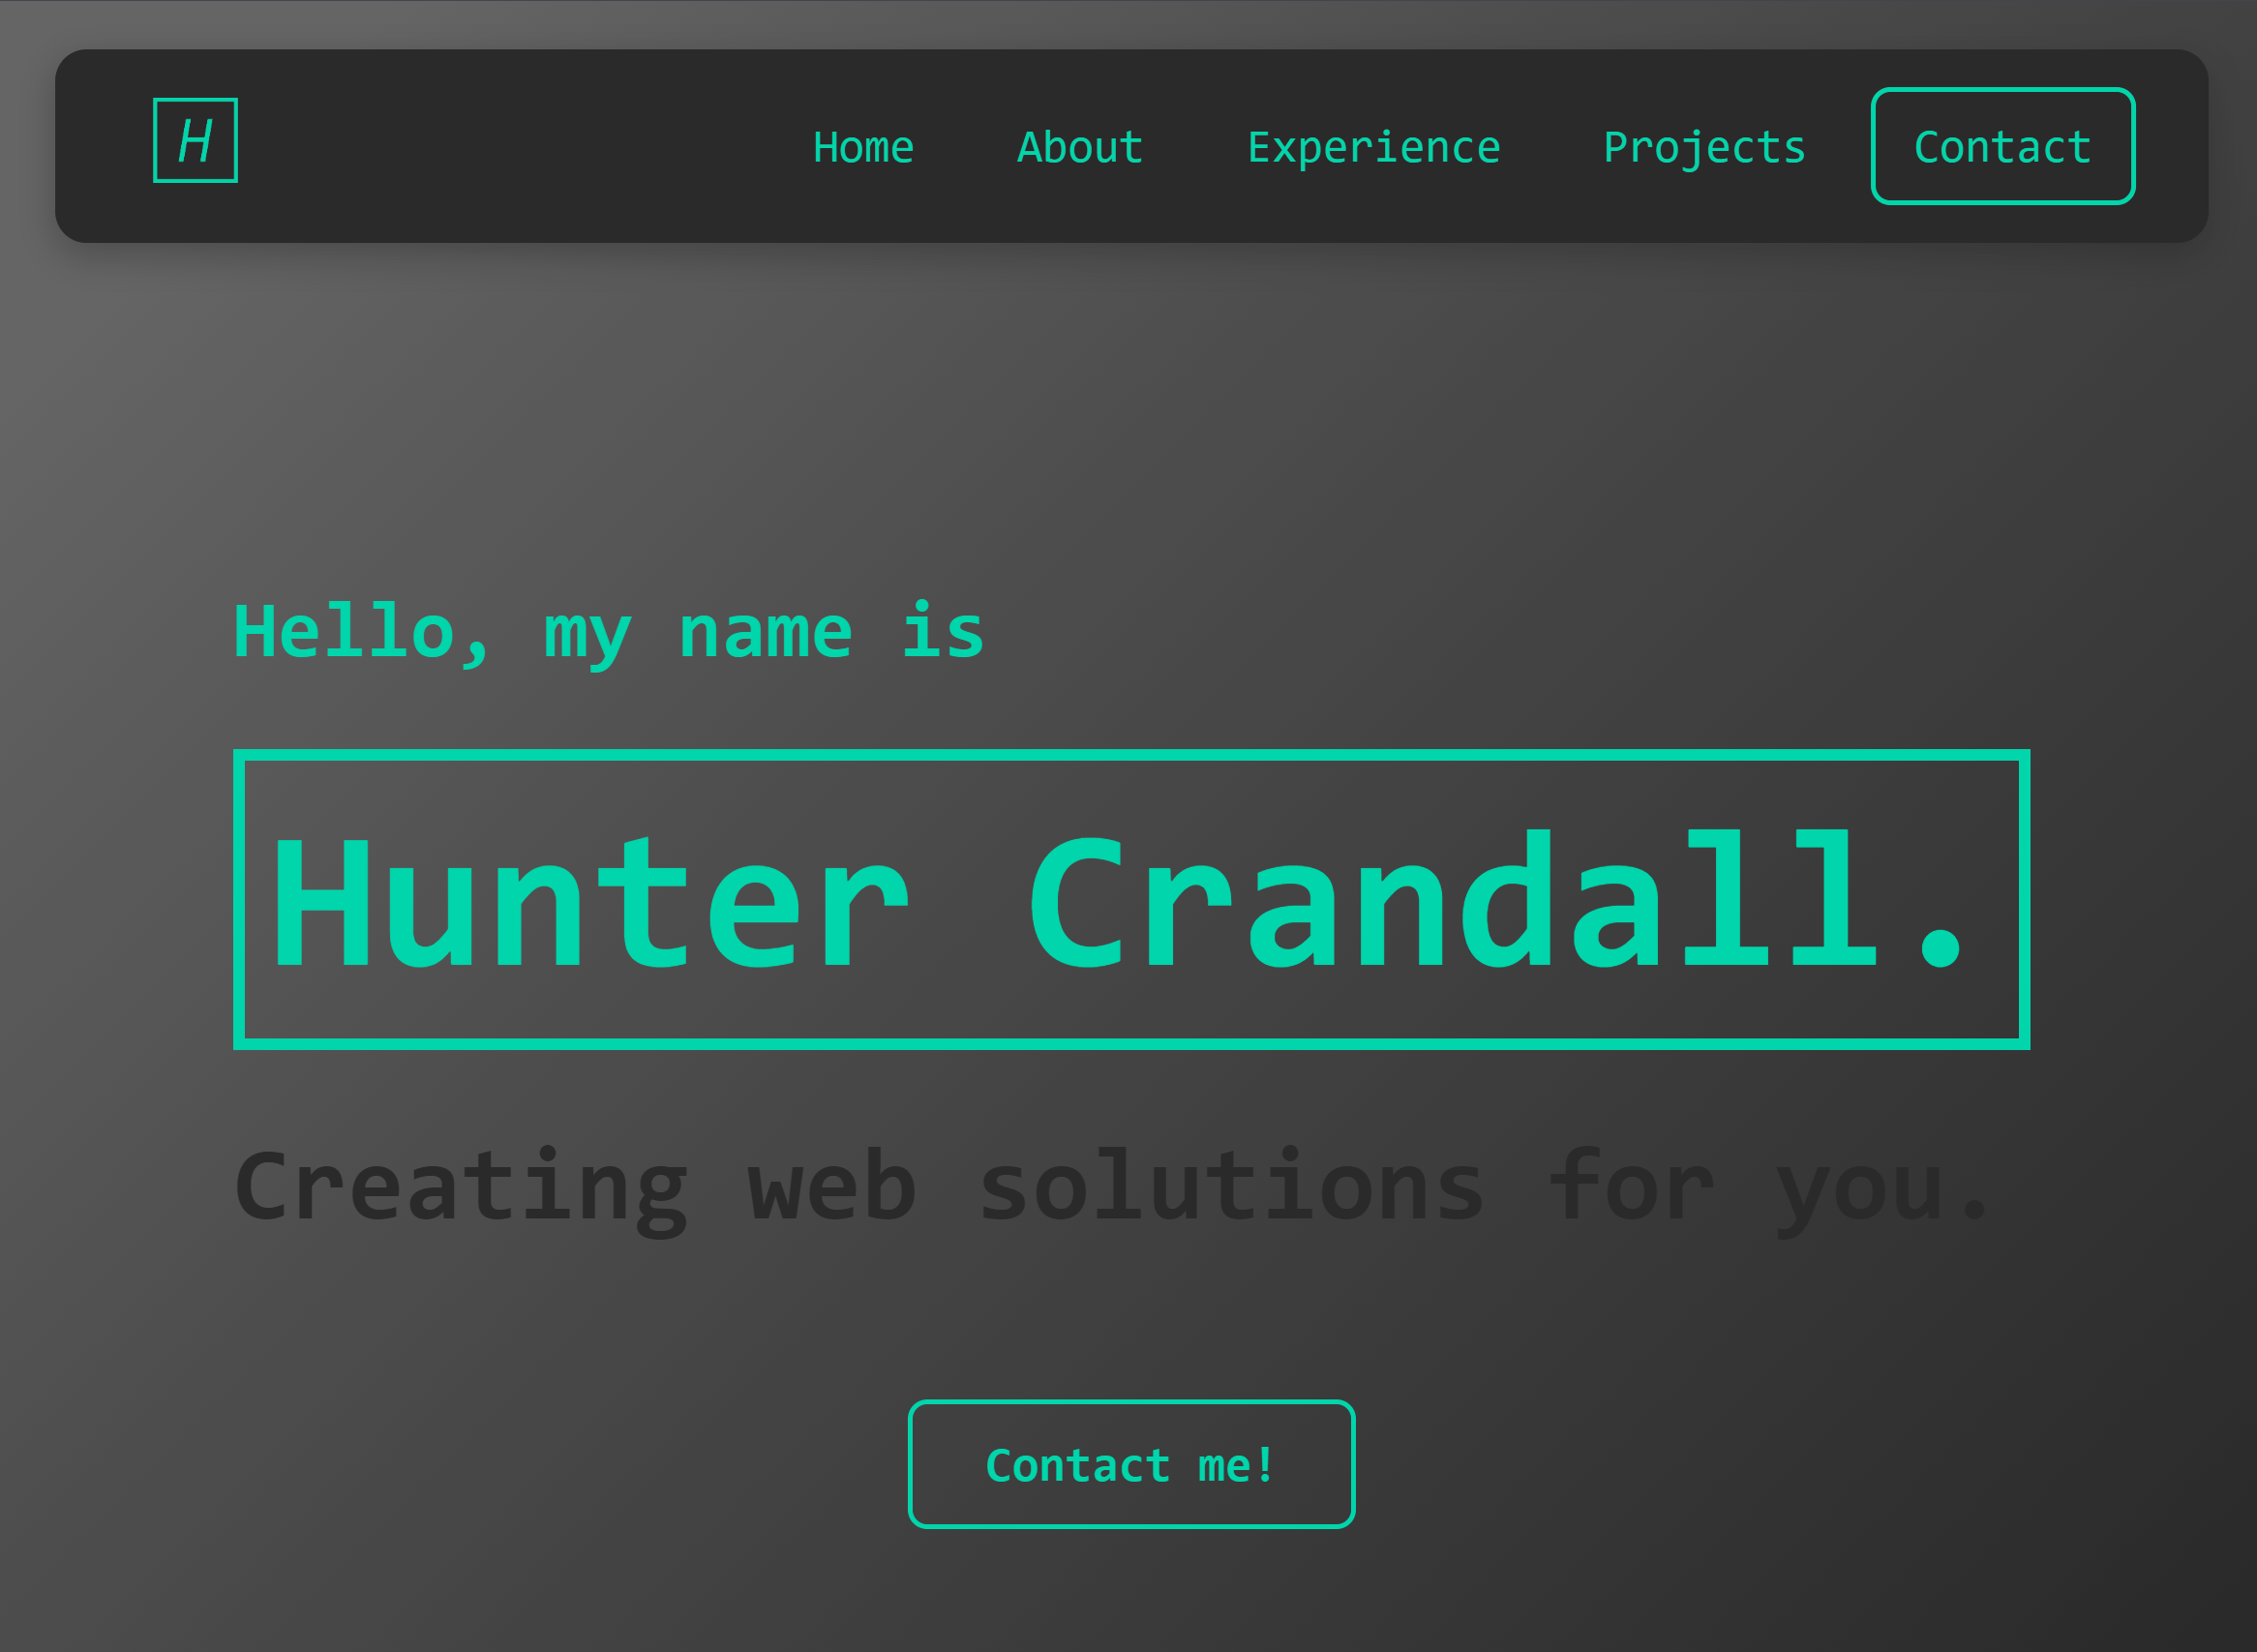 H
Home About Experience Projects Contact
Hello, my name is
Hunter Crandall.
Creating web solutions for you.
Contact me!